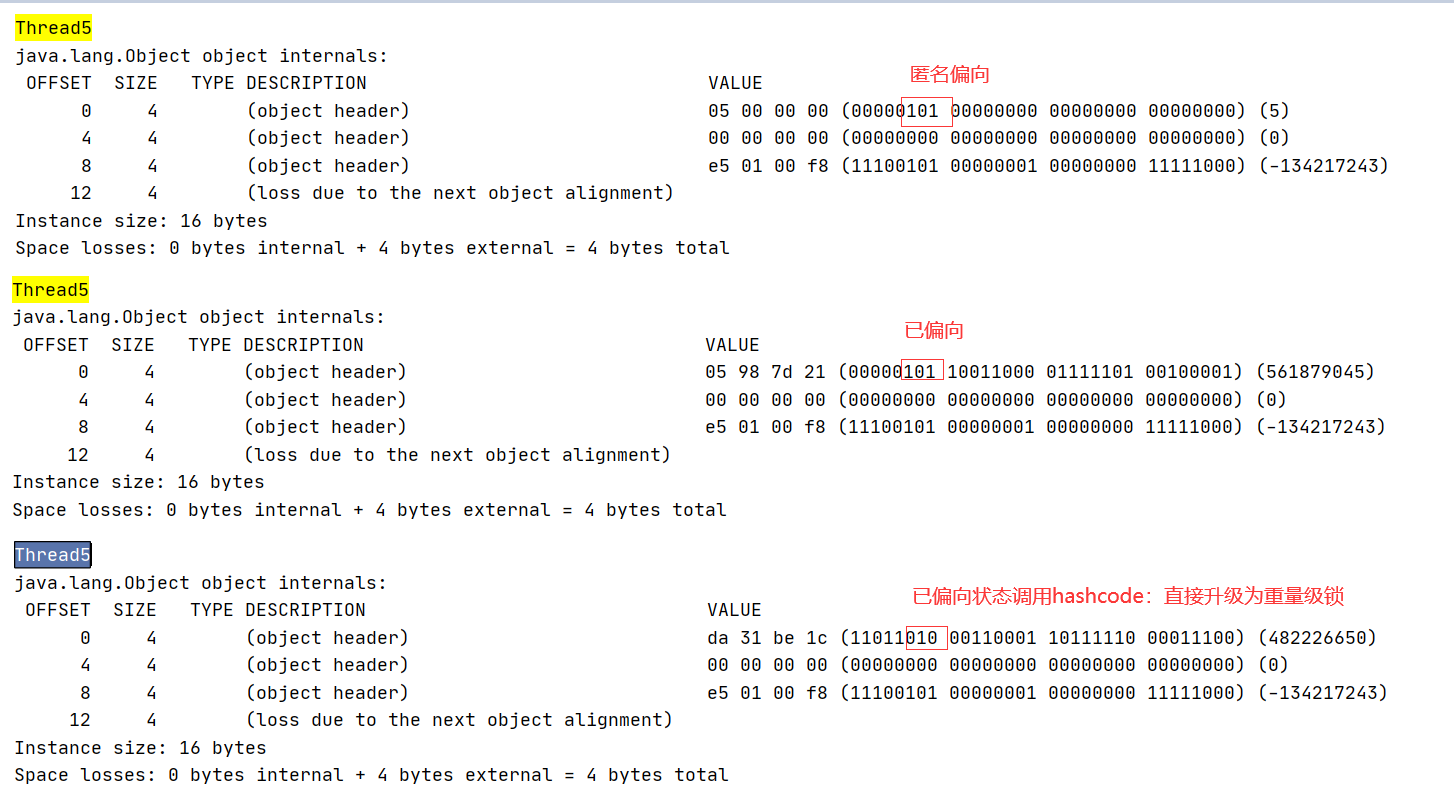 Thread5
java.lang.Object object internals:
OFFSET SIZE TYPE DESCRIPTION VALUE 匿名偏向
0 4 (object header) 05 00 00 00 (00000101 00000000 00000000 00000000) (5)
4 4 (object header) 00 00 00 00 (00000000 00000000 00000000 00000000) (0)
8 4 (object header) e5 01 00 f8 (11100101 00000001 00000000 11111000) (-134217243)
12 4 (loss due to the next object alignment)
Instance size: 16 bytes
Space losses: 0 bytes internal + 4 bytes external = 4 bytes total
Thread5
java.lang.Object object internals:
已偏向
OFFSET SIZE TYPE DESCRIPTION VALUE
0 4 (object header) 05 98 7d 21 (00000101 10011000 01111101 00100001) (561879045)
4 4 (object header) 00 00 00 00 (00000000 00000000 00000000 00000000) (0)
8 4 (object header) e5 01 00 f8 (11100101 00000001 00000000 11111000) (-134217243)
12 4 (loss due to the next object alignment)
Instance size: 16 bytes
Space losses: 0 bytes internal + 4 bytes external = 4 bytes total
Thread5
java.lang.Object object internals:
已偏向状态调用hashcode：直接升级为重量级锁
OFFSET SIZE TYPE DESCRIPTION VALUE
0 4 (object header) da 31 be 1c (11011010 00110001 10111110 00011100) (482226650)
4 4 (object header) 00 00 00 00 (00000000 00000000 00000000 00000000) (0)
8 4 (object header) e5 01 00 f8 (11100101 00000001 00000000 11111000) (-134217243)
12 4 (loss due to the next object alignment)
Instance size: 16 bytes
Space losses: 0 bytes internal + 4 bytes external = 4 bytes total